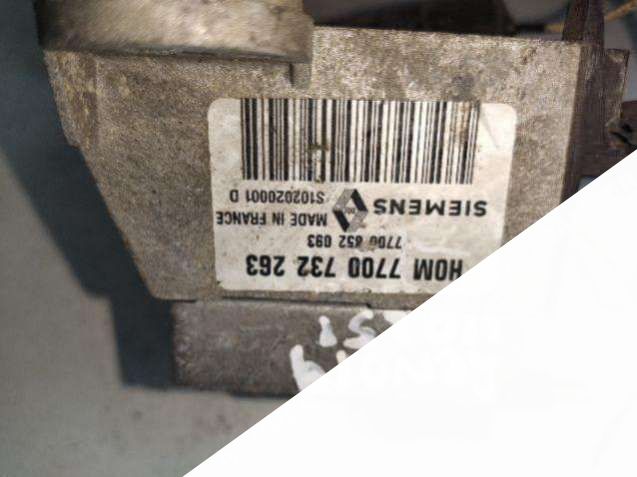 HOM 7700 732 263
7700 852 093
SIEMENS MADE IN FRANCE
S102020001 D